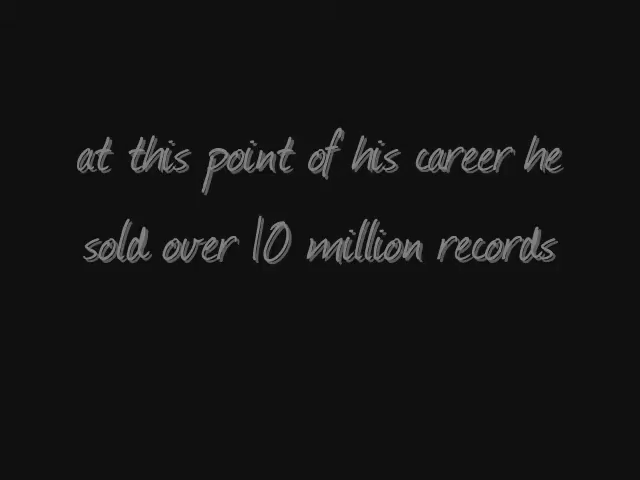 at this point of his career he
sold over 10 million records